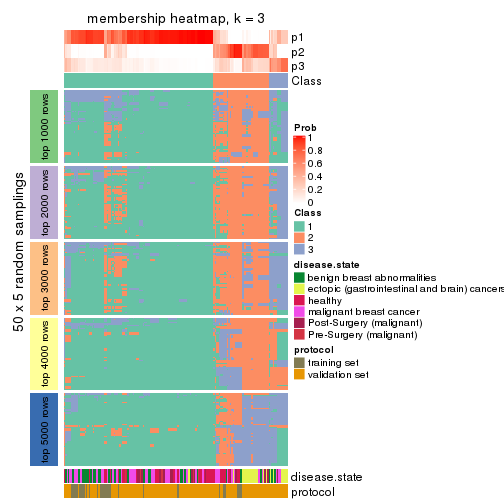 membership heatmap, k = 3
p1
p2
p3
Class
50 x 5 random samplings
top 1000 rows
top 2000 rows
top 3000 rows
top 4000 rows
top 5000 rows
Prob
1
0.8
0.6
0.4
0.2
0
Class
1
2
3
disease.state
benign breast abnormalities
ectopic (gastrointestinal and brain) cancers
healthy
malignant breast cancer
Post-Surgery (malignant)
Pre-Surgery (malignant)
protocol
training set
validation set
disease.state
protocol